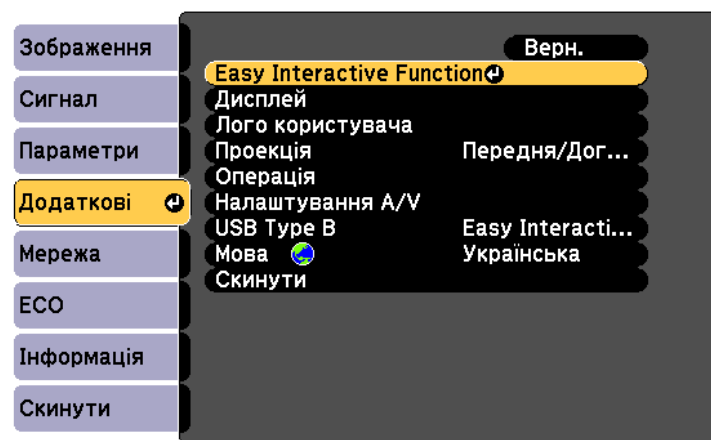 Зображення
Сигнал
Параметри
Додаткові
Мережа
ECO
Інформація
Скинути
Верн.
Easy Interactive Function
Дисплей
Лого користувача
Проекція Передня/Дог...
Операція
Налаштування A/V
USB Type B Easy Interacti...
Мова Українська
Скинути